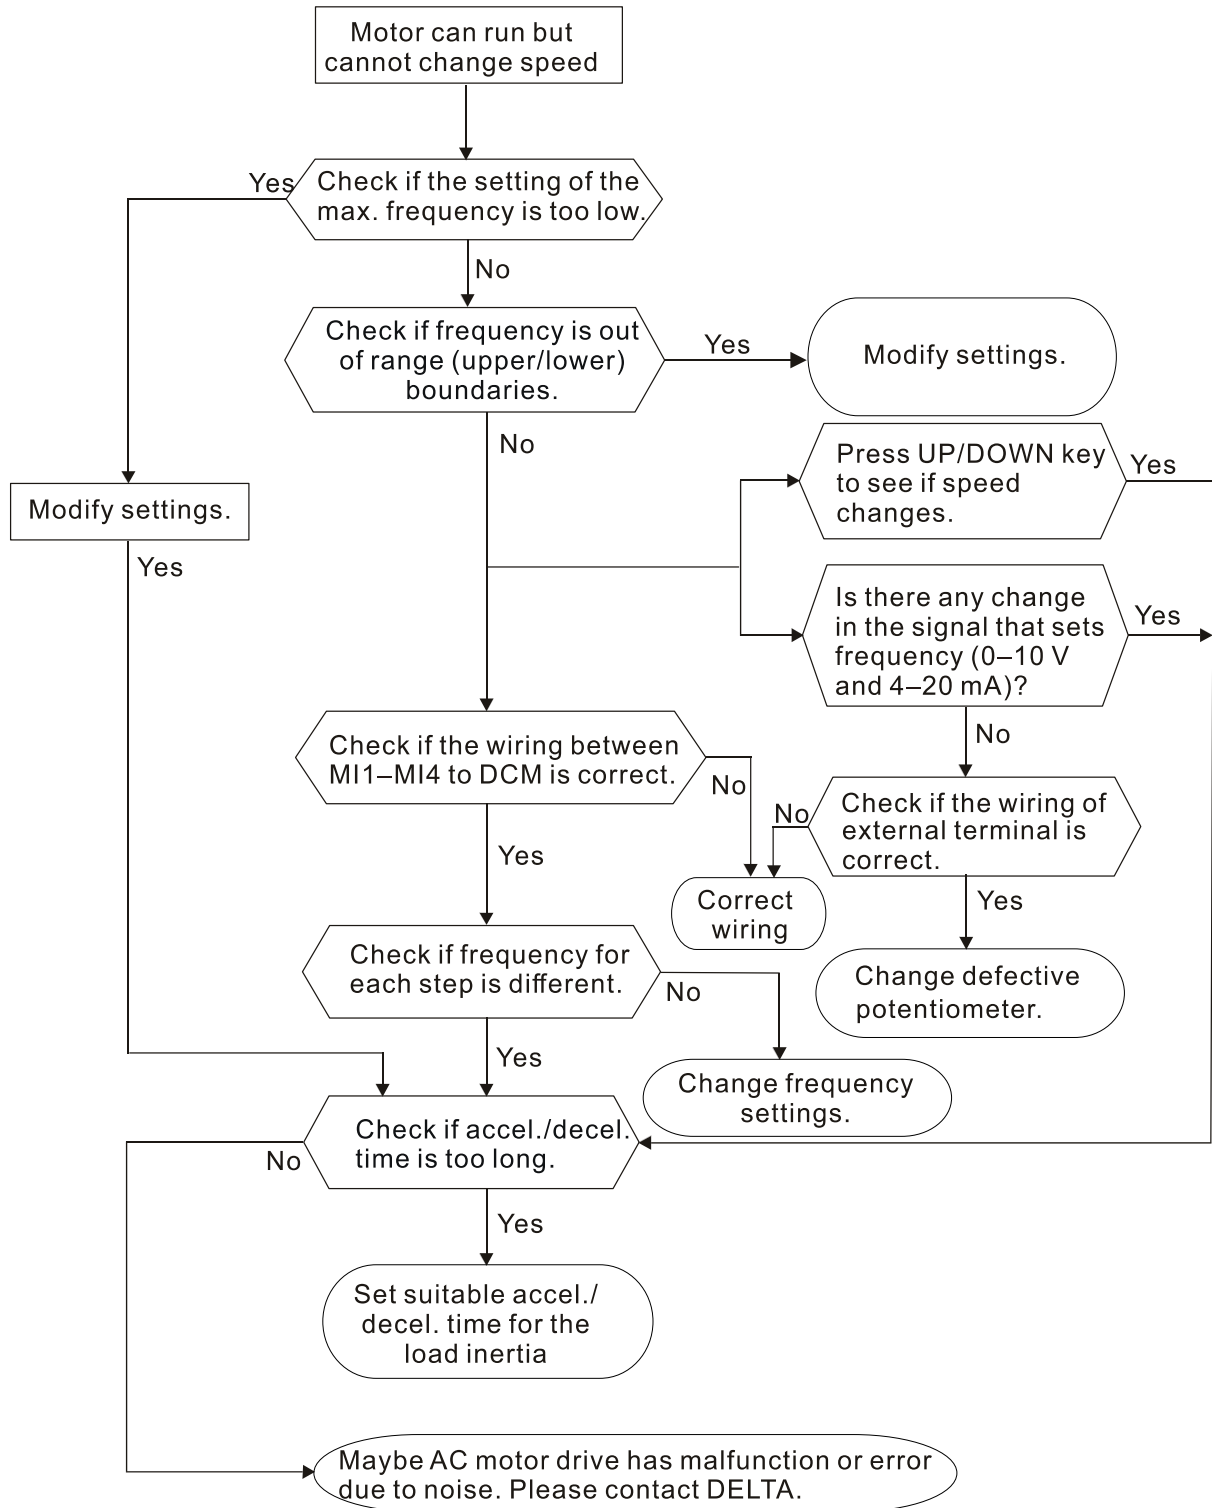 Motor can run but
cannot change speed
Yes
Check if the setting of the
max. frequency is too low.
No
Check if frequency is out
of range (upper/lower)
boundaries.
Yes
Modify settings.
No
Press UP/DOWN key
to see if speed
changes.
Yes
Modify settings.
Yes
Is there any change
in the signal that sets
frequency (0–10 V
and 4–20 mA)?
Yes
No
Check if the wiring between
MI1–MI4 to DCM is correct.
No
Check if the wiring of
external terminal is
correct.
No
Yes
Correct
wiring
Yes
Change defective
potentiometer.
Check if frequency for
each step is different.
No
Yes
Change frequency
settings.
Check if accel./decel.
time is too long.
No
Yes
Set suitable accel./
decel. time for the
load inertia
Maybe AC motor drive has malfunction or error
due to noise. Please contact DELTA.